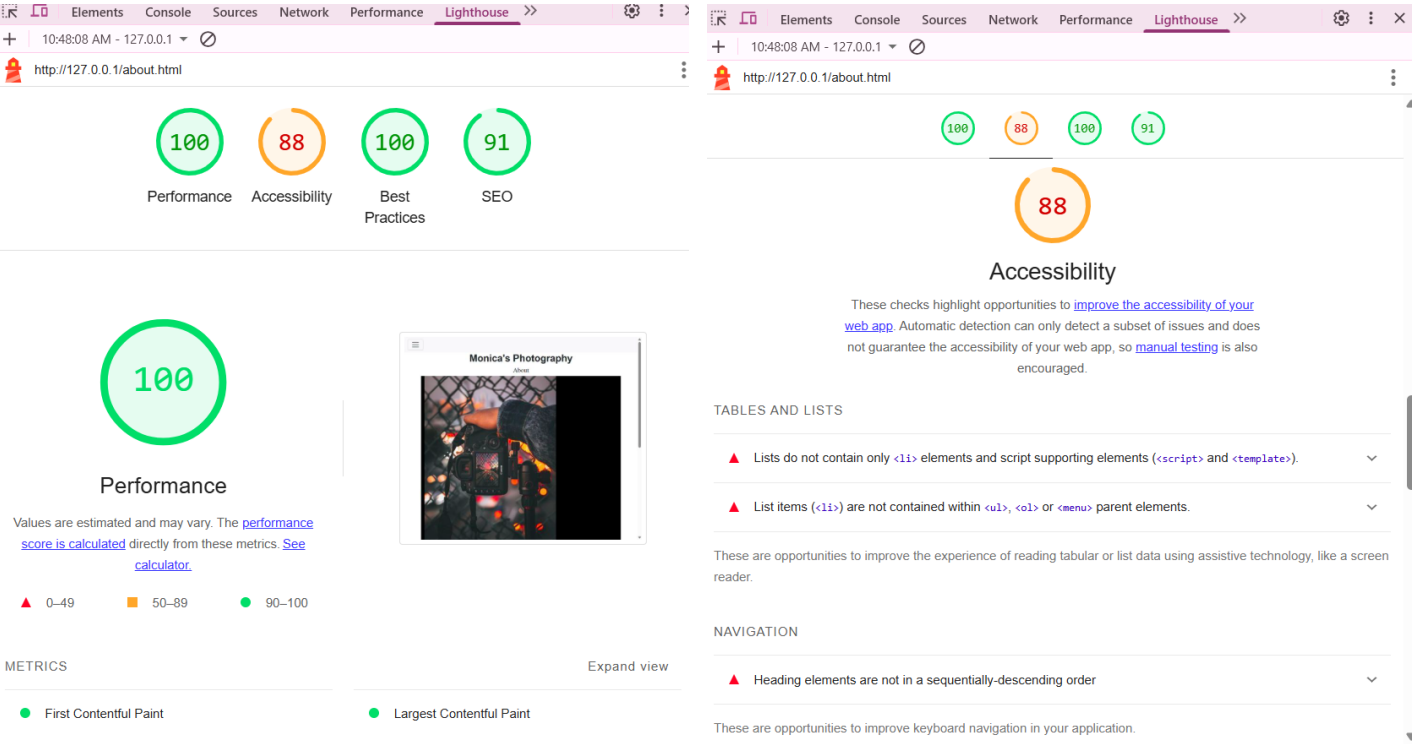 Elements Console Sources Network Performance Lighthouse
10:48:08 AM - 127.0.0.1
http://127.0.0.1/about.html
100 88 100 91
Performance Accessibility Best Practices SEO
100
Performance
Values are estimated and may vary. The performance
score is calculated directly from these metrics. See
calculator.
0–49 50–89 90–100
Monica's Photography
About
METRICS Expand view
First Contentful Paint Largest Contentful Paint
Elements Console Sources Network Performance Lighthouse
10:48:08 AM - 127.0.0.1
http://127.0.0.1/about.html
100 88 100 91
88
Accessibility
These checks highlight opportunities to improve the accessibility of your
web app. Automatic detection can only detect a subset of issues and does
not guarantee the accessibility of your web app, so manual testing is also
encouraged.
TABLES AND LISTS
Lists do not contain only <li> elements and script supporting elements (<script> and <template>).
List items (<li>) are not contained within <ul>, <ol> or <menu> parent elements.
These are opportunities to improve the experience of reading tabular or list data using assistive technology, like a screen
reader.
NAVIGATION
Heading elements are not in a sequentially-descending order
These are opportunities to improve keyboard navigation in your application.